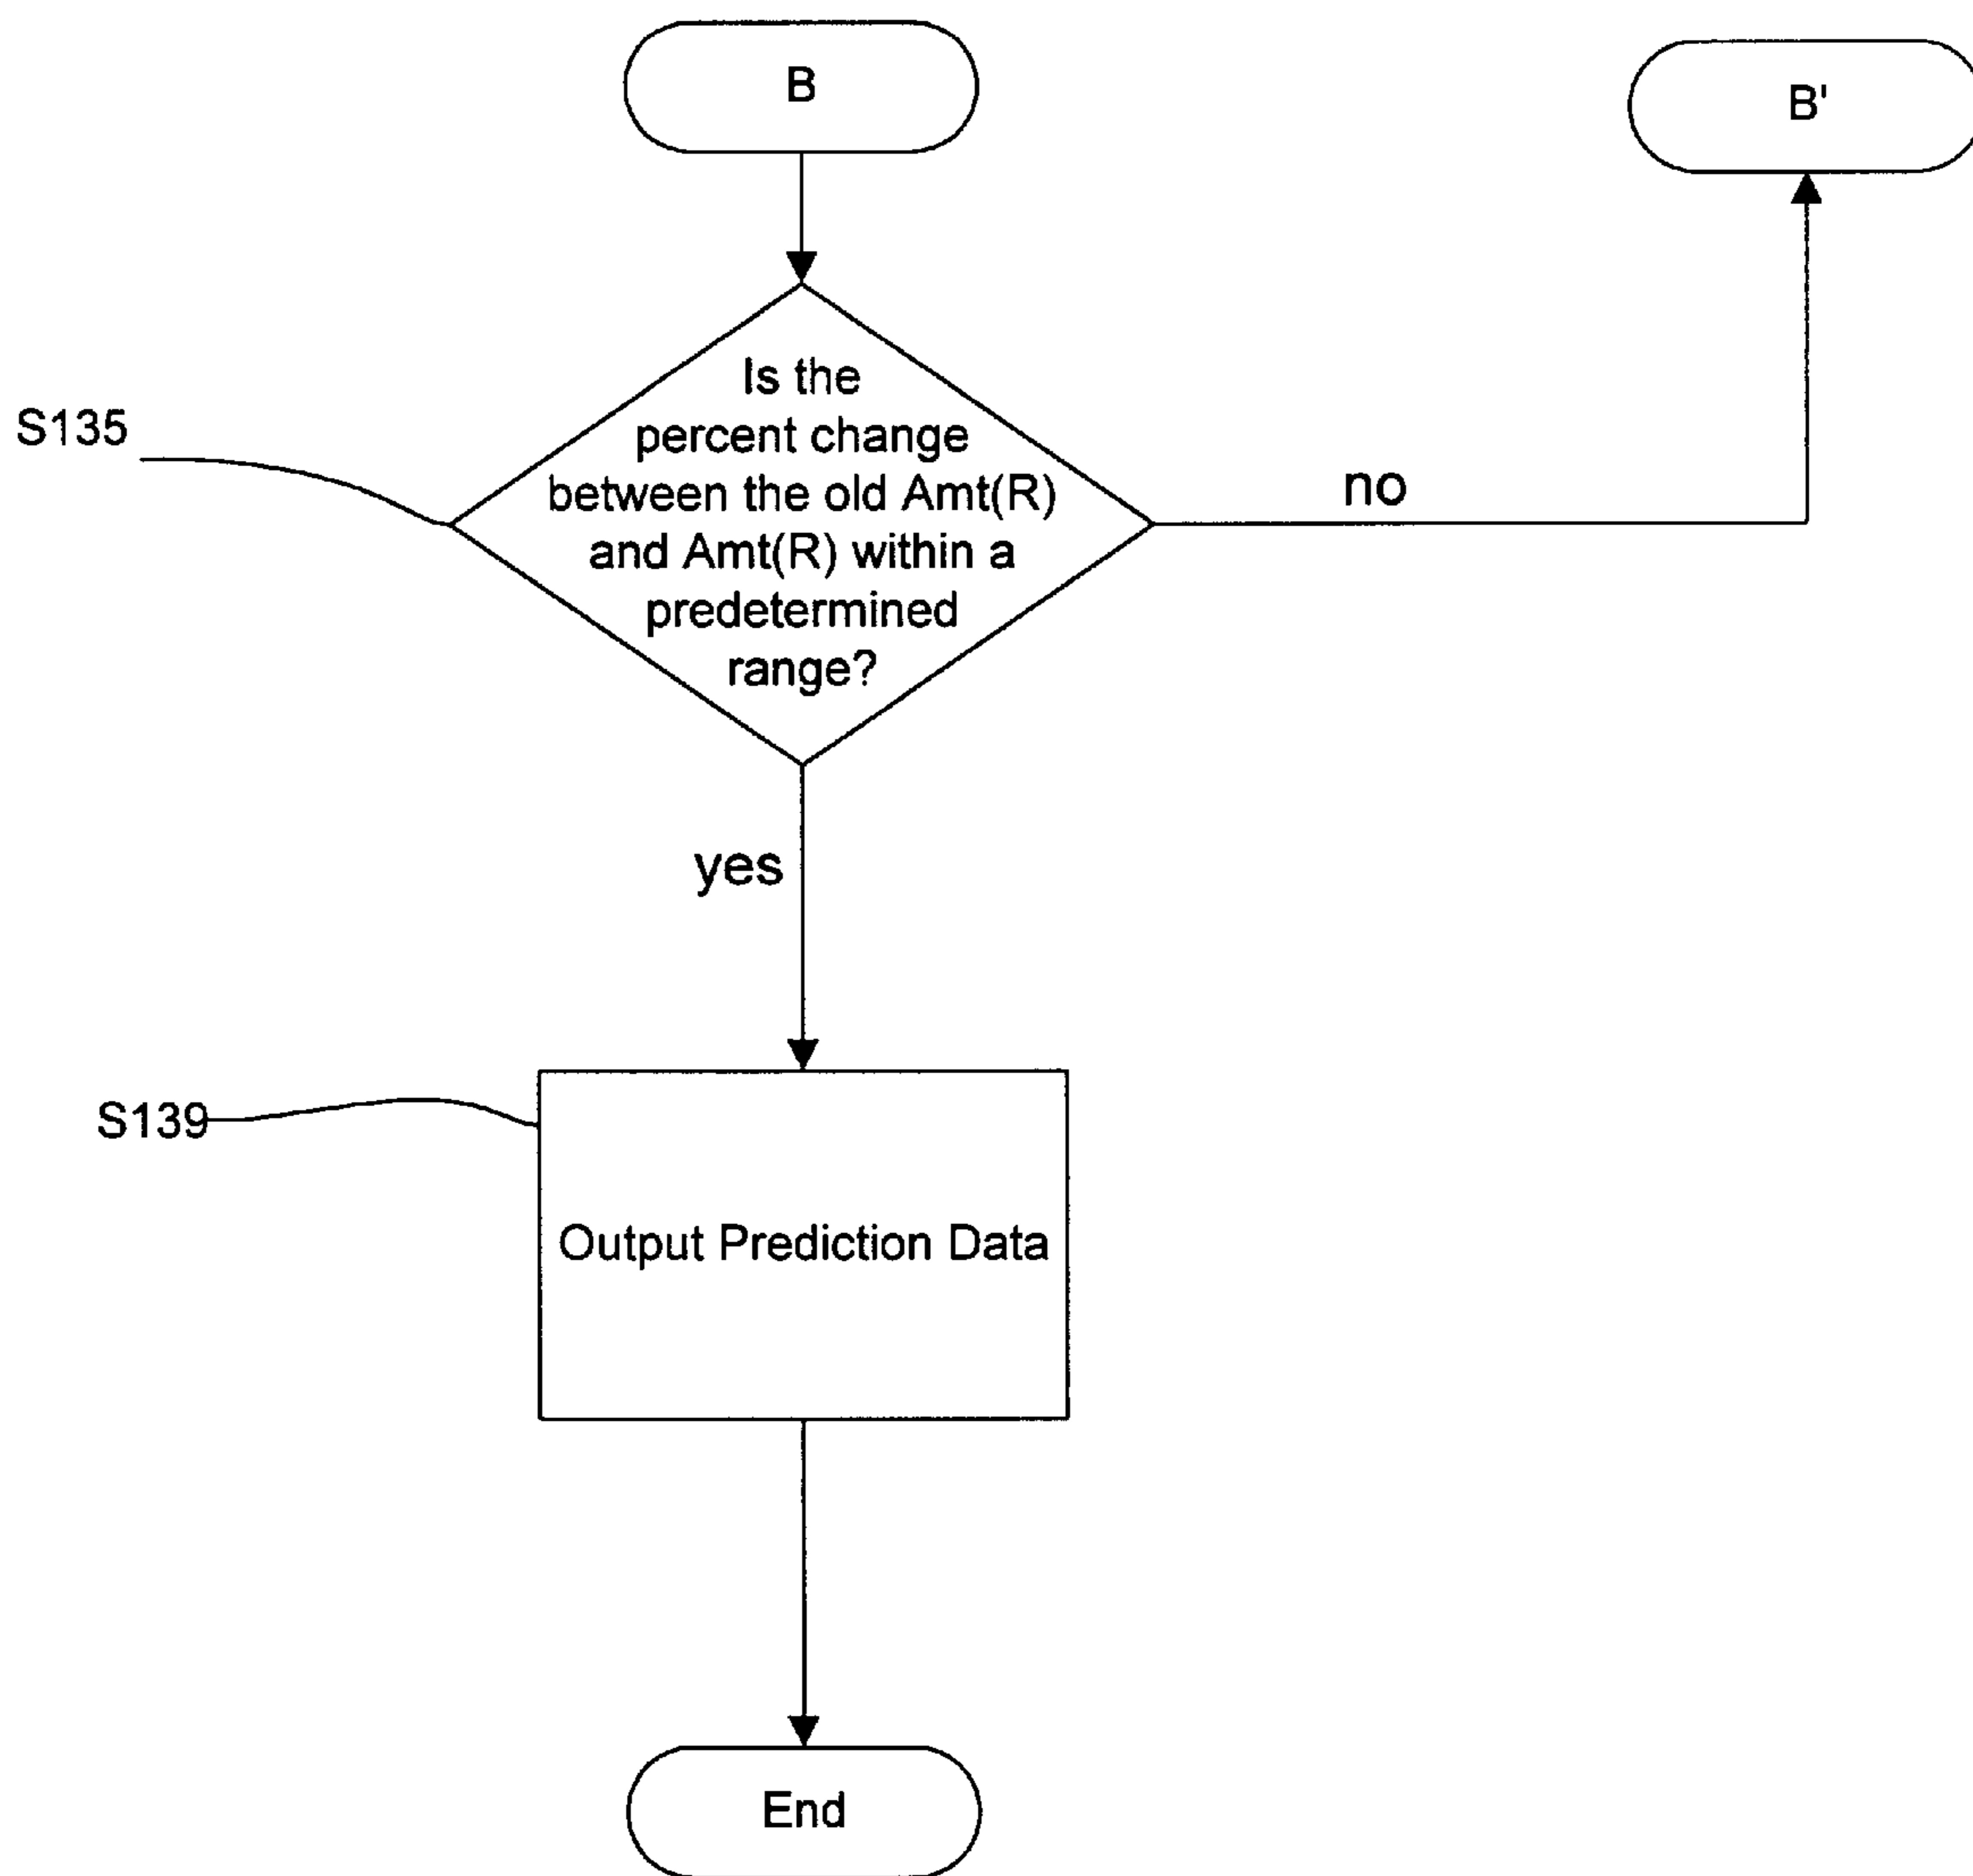 B
B'
S135
Is the
percent change
between the old Amt(R)
and Amt(R) within a
predetermined
range?
no
yes
S139
Output Prediction Data
End